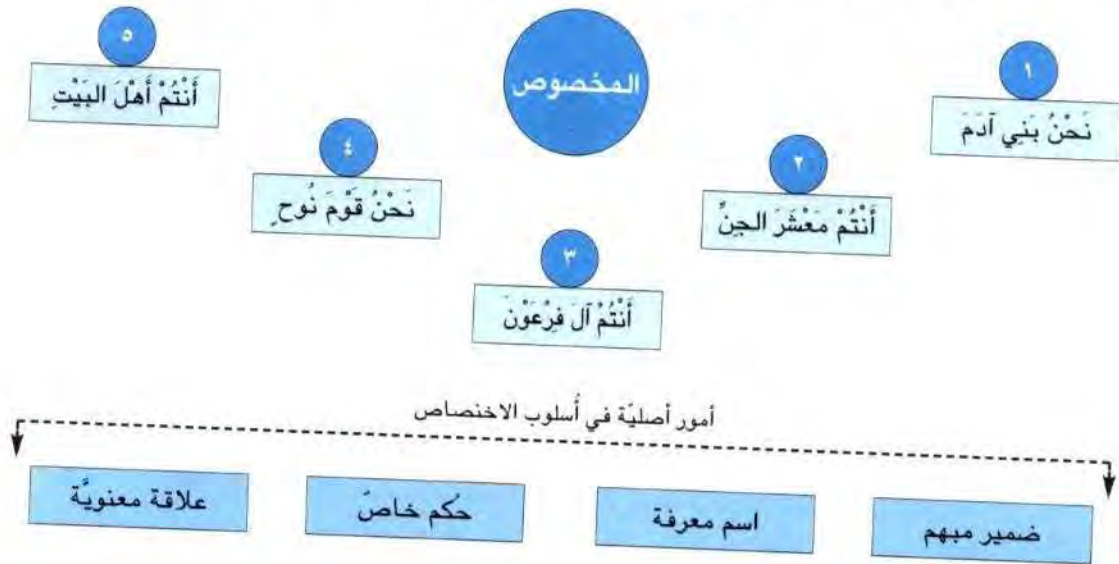 المخصوص
١
نَحْنُ بَنِي آدَمَ
٢
أَنْتُمْ مَعْشَرَ الجِنِّ
٣
أَنْتُمْ آلَ فِرْعَوْنَ
٤
نَحْنُ قَوْمَ نُوحٍ
٥
أَنْتُمْ أَهْلَ البَيْتِ
أمور أصليّة في أُسلوب الاختصاص
ضمير مبهم
اسم معرفة
حُكم خاصّ
علاقة معنويَّة